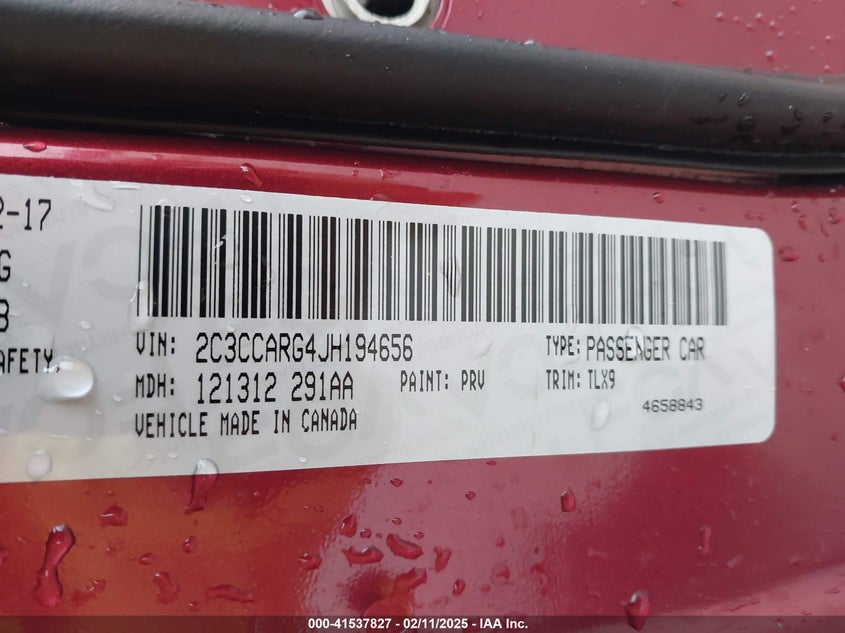 2-17
G
AFETY,
VIN: 2C3CCARG4JH194656 TYPE: PASSENGER CAR
MDH: 121312 291AA PAINT: PRV TRIM: TLX9
VEHICLE MADE IN CANADA 4658843
000-41537827 - 02/11/2025 - IAA Inc.